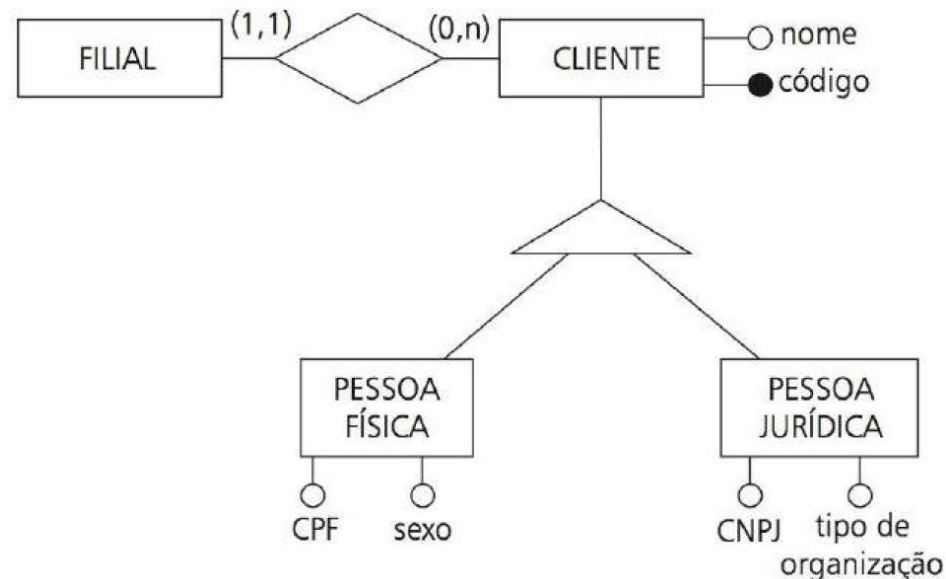 FILIAL
(1,1)
(0,n)
CLIENTE
nome
código
PESSOA
FÍSICA
PESSOA
JURÍDICA
CPF
sexo
CNPJ
tipo de
organização